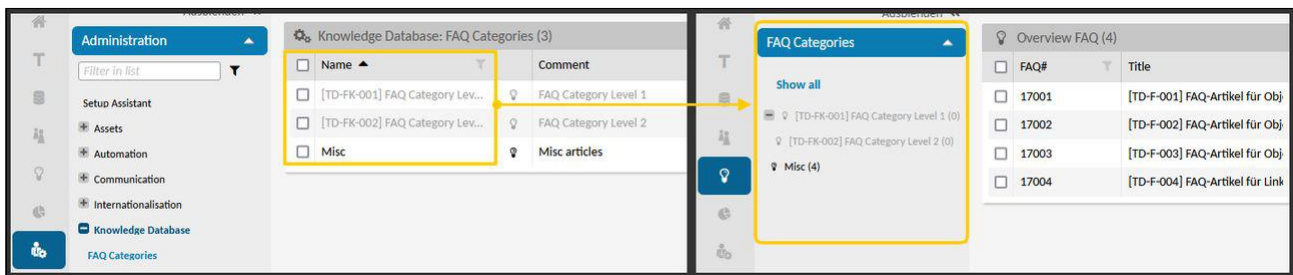 Ausblenden
Administration
Filter in list
Setup Assistant
Assets
Automation
Communication
Internationalisation
Knowledge Database
FAQ Categories
Knowledge Database: FAQ Categories (3)
Name Comment
[TD-FK-001] FAQ Category Lev... FAQ Category Level 1
[TD-FK-002] FAQ Category Lev... FAQ Category Level 2
Misc Misc articles
Ausblenden
FAQ Categories
Show all
[TD-FK-001] FAQ Category Level 1 (0)
[TD-FK-002] FAQ Category Level 2 (0)
Misc (4)
Overview FAQ (4)
FAQ# Title
17001 [TD-F-001] FAQ-Artikel für Obj
17002 [TD-F-002] FAQ-Artikel für Obj
17003 [TD-F-003] FAQ-Artikel für Obj
17004 [TD-F-004] FAQ-Artikel für Link